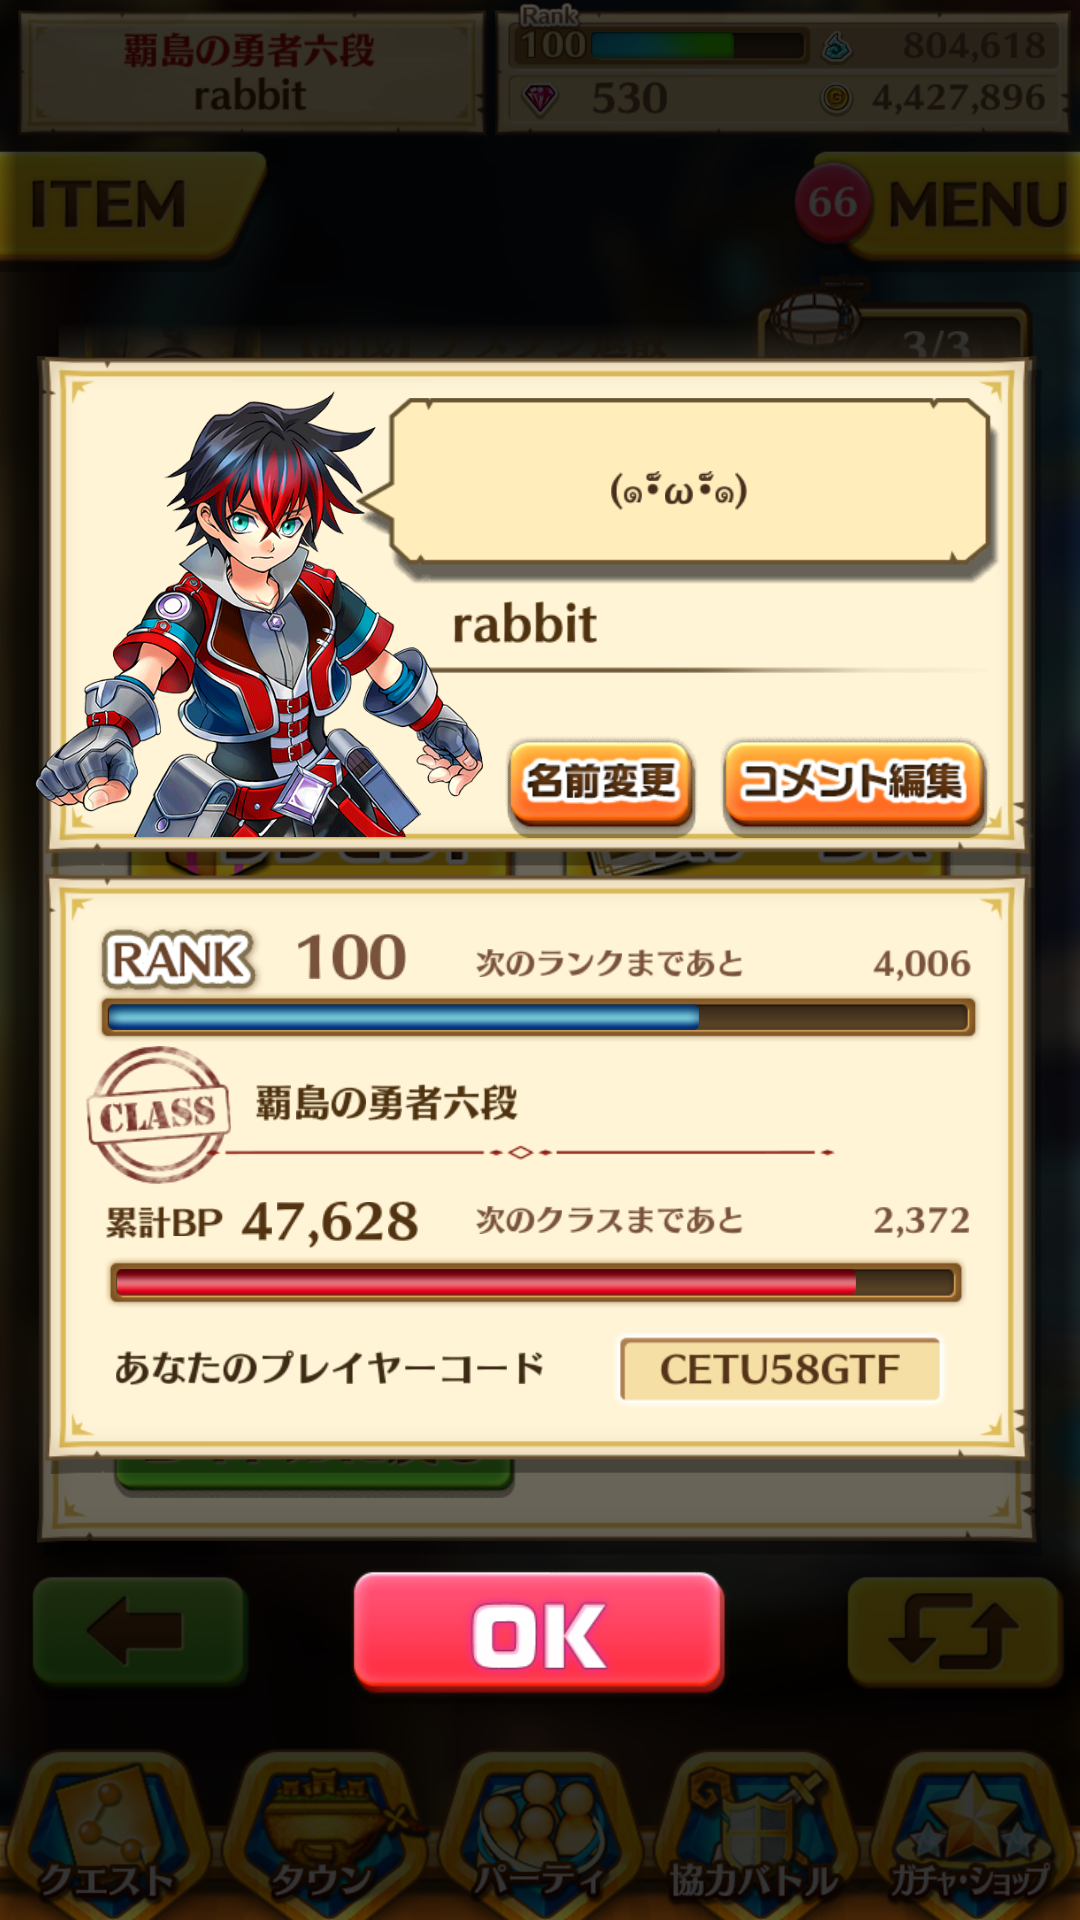 覇島の勇者六段
rabbit
Rank
100
804,618
530
4,427,896
ITEM
66
MENU
3/3
(๑•̀ω•́๑)
rabbit
名前変更
コメント編集
RANK
100
次のランクまであと
4,006
CLASS
覇島の勇者六段
累計BP
47,628
次のクラスまであと
2,372
あなたのプレイヤーコード
CETU58GTF
OK
クエスト
タウン
パーティ
協力バトル
ガチャ・ショップ